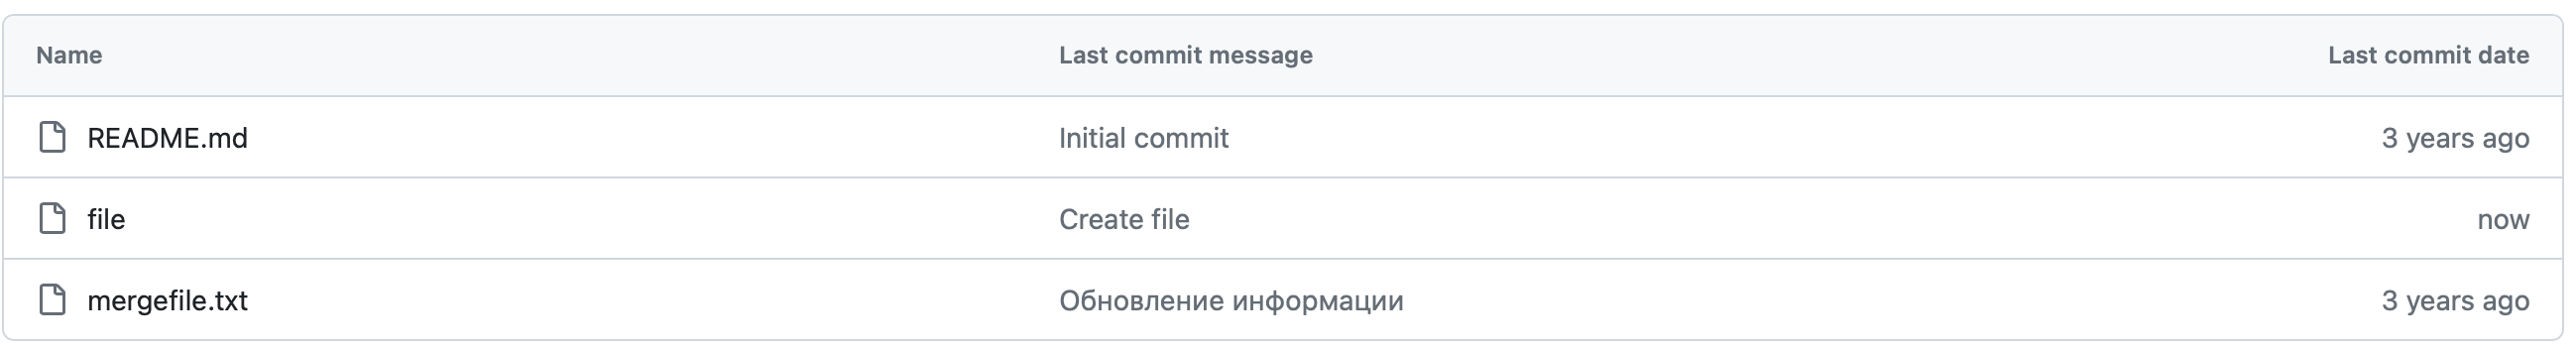 Name Last commit message Last commit date
README.md Initial commit 3 years ago
file Create file now
mergefile.txt Обновление информации 3 years ago